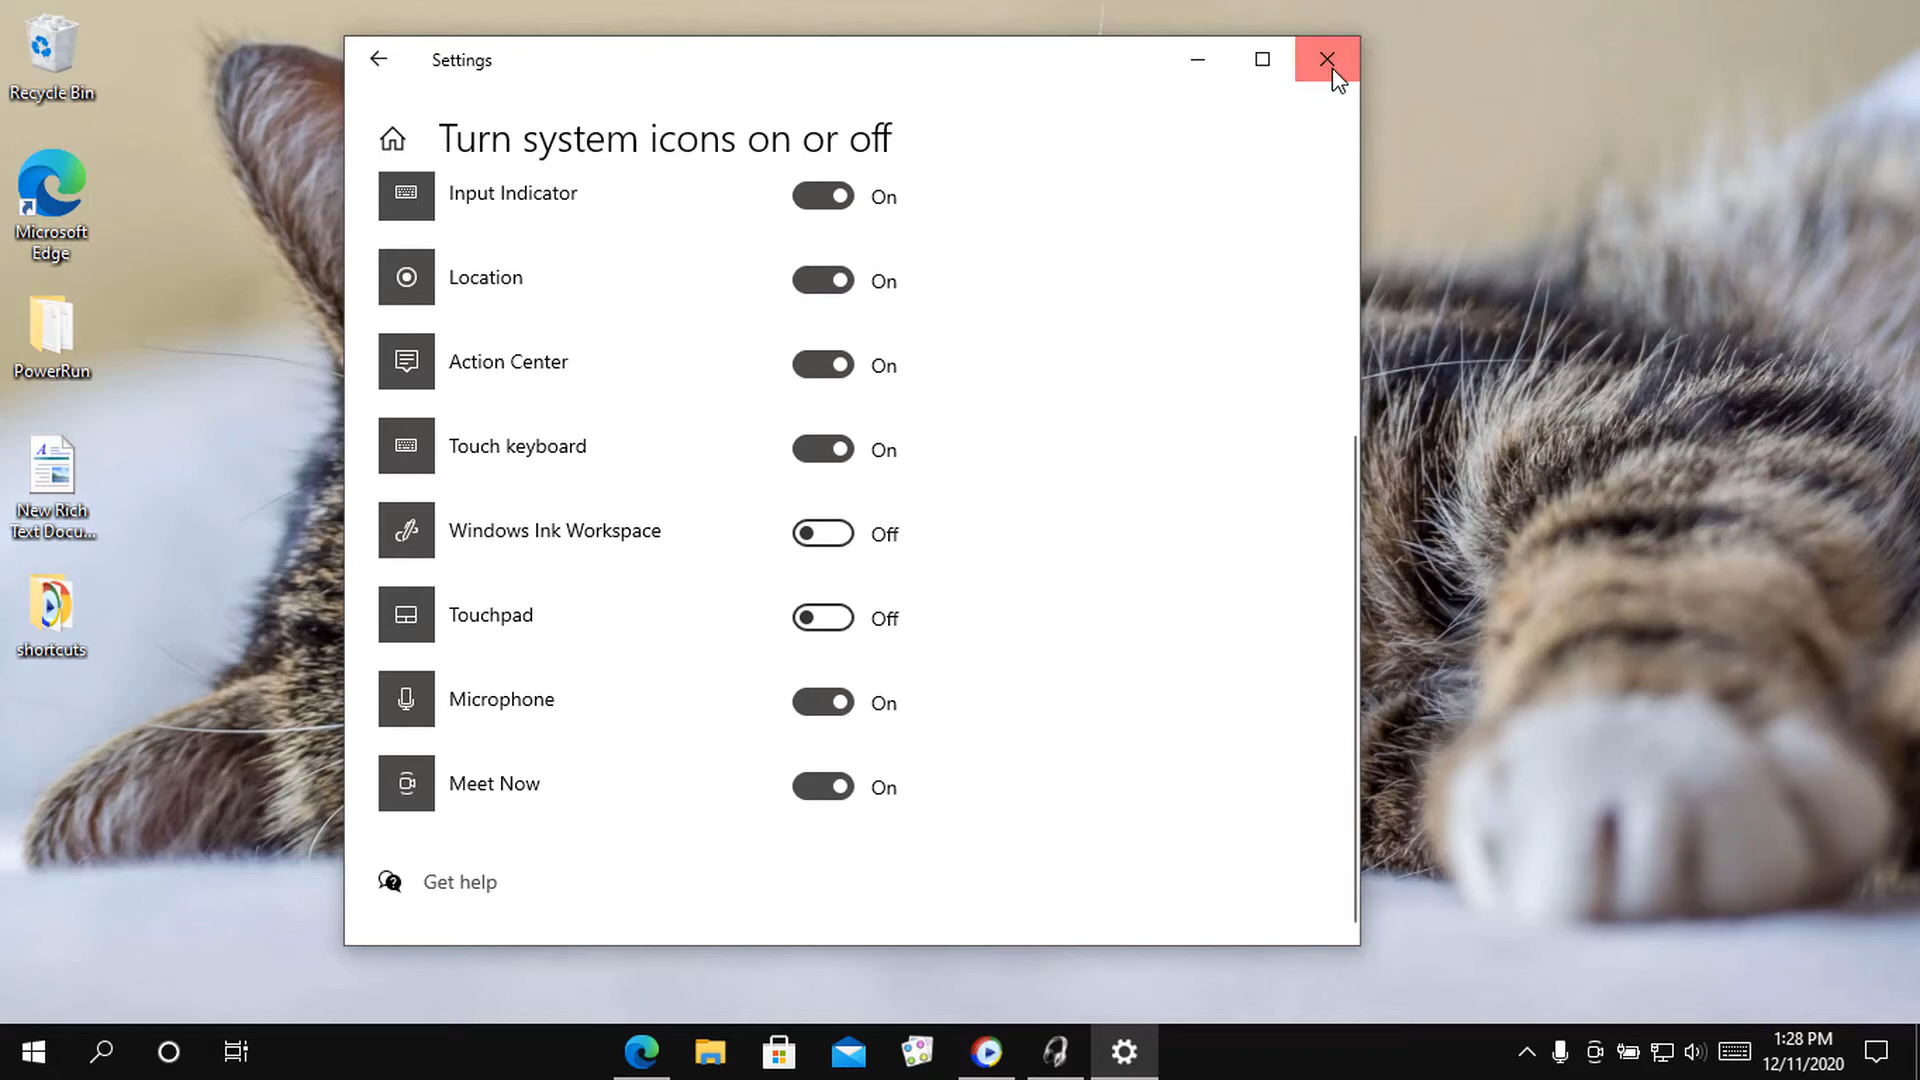 Recycle Bin
Microsoft
Edge
PowerRun
New Rich
Text Docu...
shortcuts
Settings
Turn system icons on or off
Input Indicator
On
Location
On
Action Center
On
Touch keyboard
On
Windows Ink Workspace
Off
Touchpad
Off
Microphone
On
Meet Now
On
Get help
1:28 PM
12/11/2020